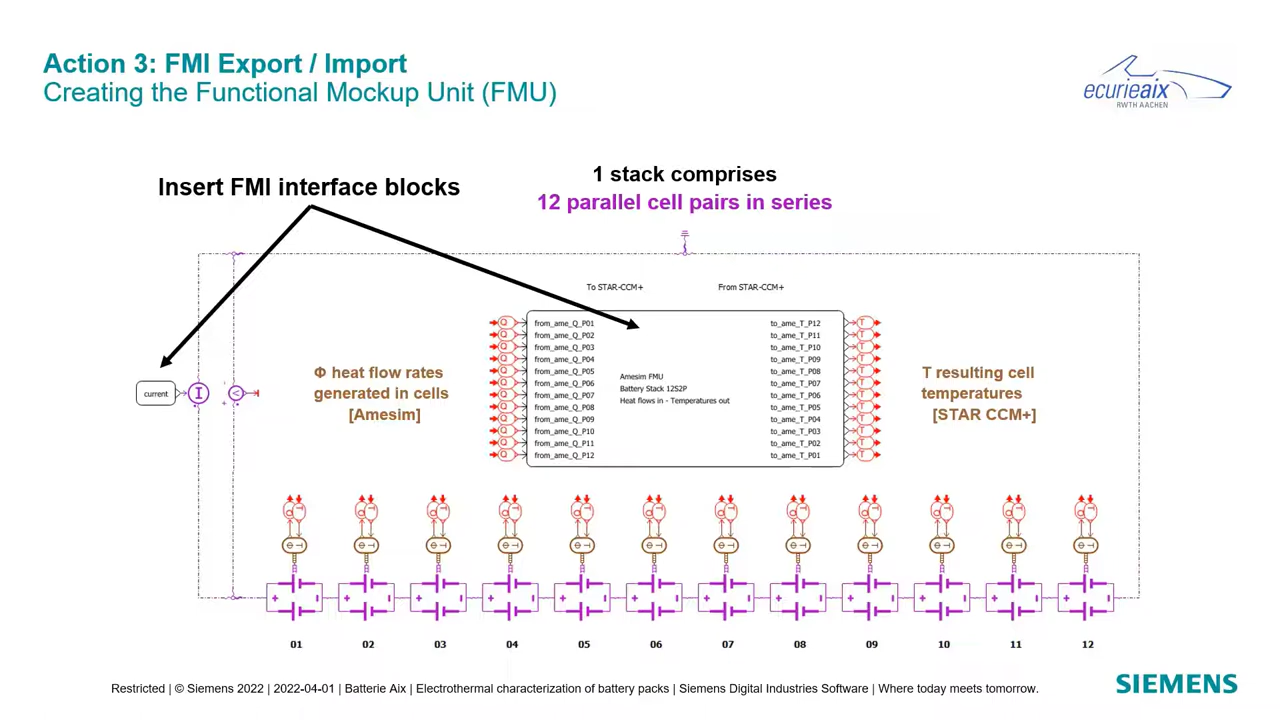 Action 3: FMI Export / Import
Creating the Functional Mockup Unit (FMU)
ecurieaix
RWTH AACHEN
Insert FMI interface blocks
1 stack comprises
12 parallel cell pairs in series
To STAR-CCM+
From STAR-CCM+
from_ame_Q_P01
from_ame_Q_P02
from_ame_Q_P03
from_ame_Q_P04
from_ame_Q_P05
from_ame_Q_P06
from_ame_Q_P07
from_ame_Q_P08
from_ame_Q_P09
from_ame_Q_P10
from_ame_Q_P11
from_ame_Q_P12
Amesim FMU
Battery Stack 12S2P
Heat flows in - Temperatures out
to_ame_T_P12
to_ame_T_P11
to_ame_T_P10
to_ame_T_P09
to_ame_T_P08
to_ame_T_P07
to_ame_T_P06
to_ame_T_P05
to_ame_T_P04
to_ame_T_P03
to_ame_T_P02
to_ame_T_P01
current
Φ heat flow rates
generated in cells
[Amesim]
T resulting cell
temperatures
[STAR CCM+]
01 02 03 04 05 06 07 08 09 10 11 12
Restricted | © Siemens 2022 | 2022-04-01 | Batterie Aix | Electrothermal characterization of battery packs | Siemens Digital Industries Software | Where today meets tomorrow.
SIEMENS